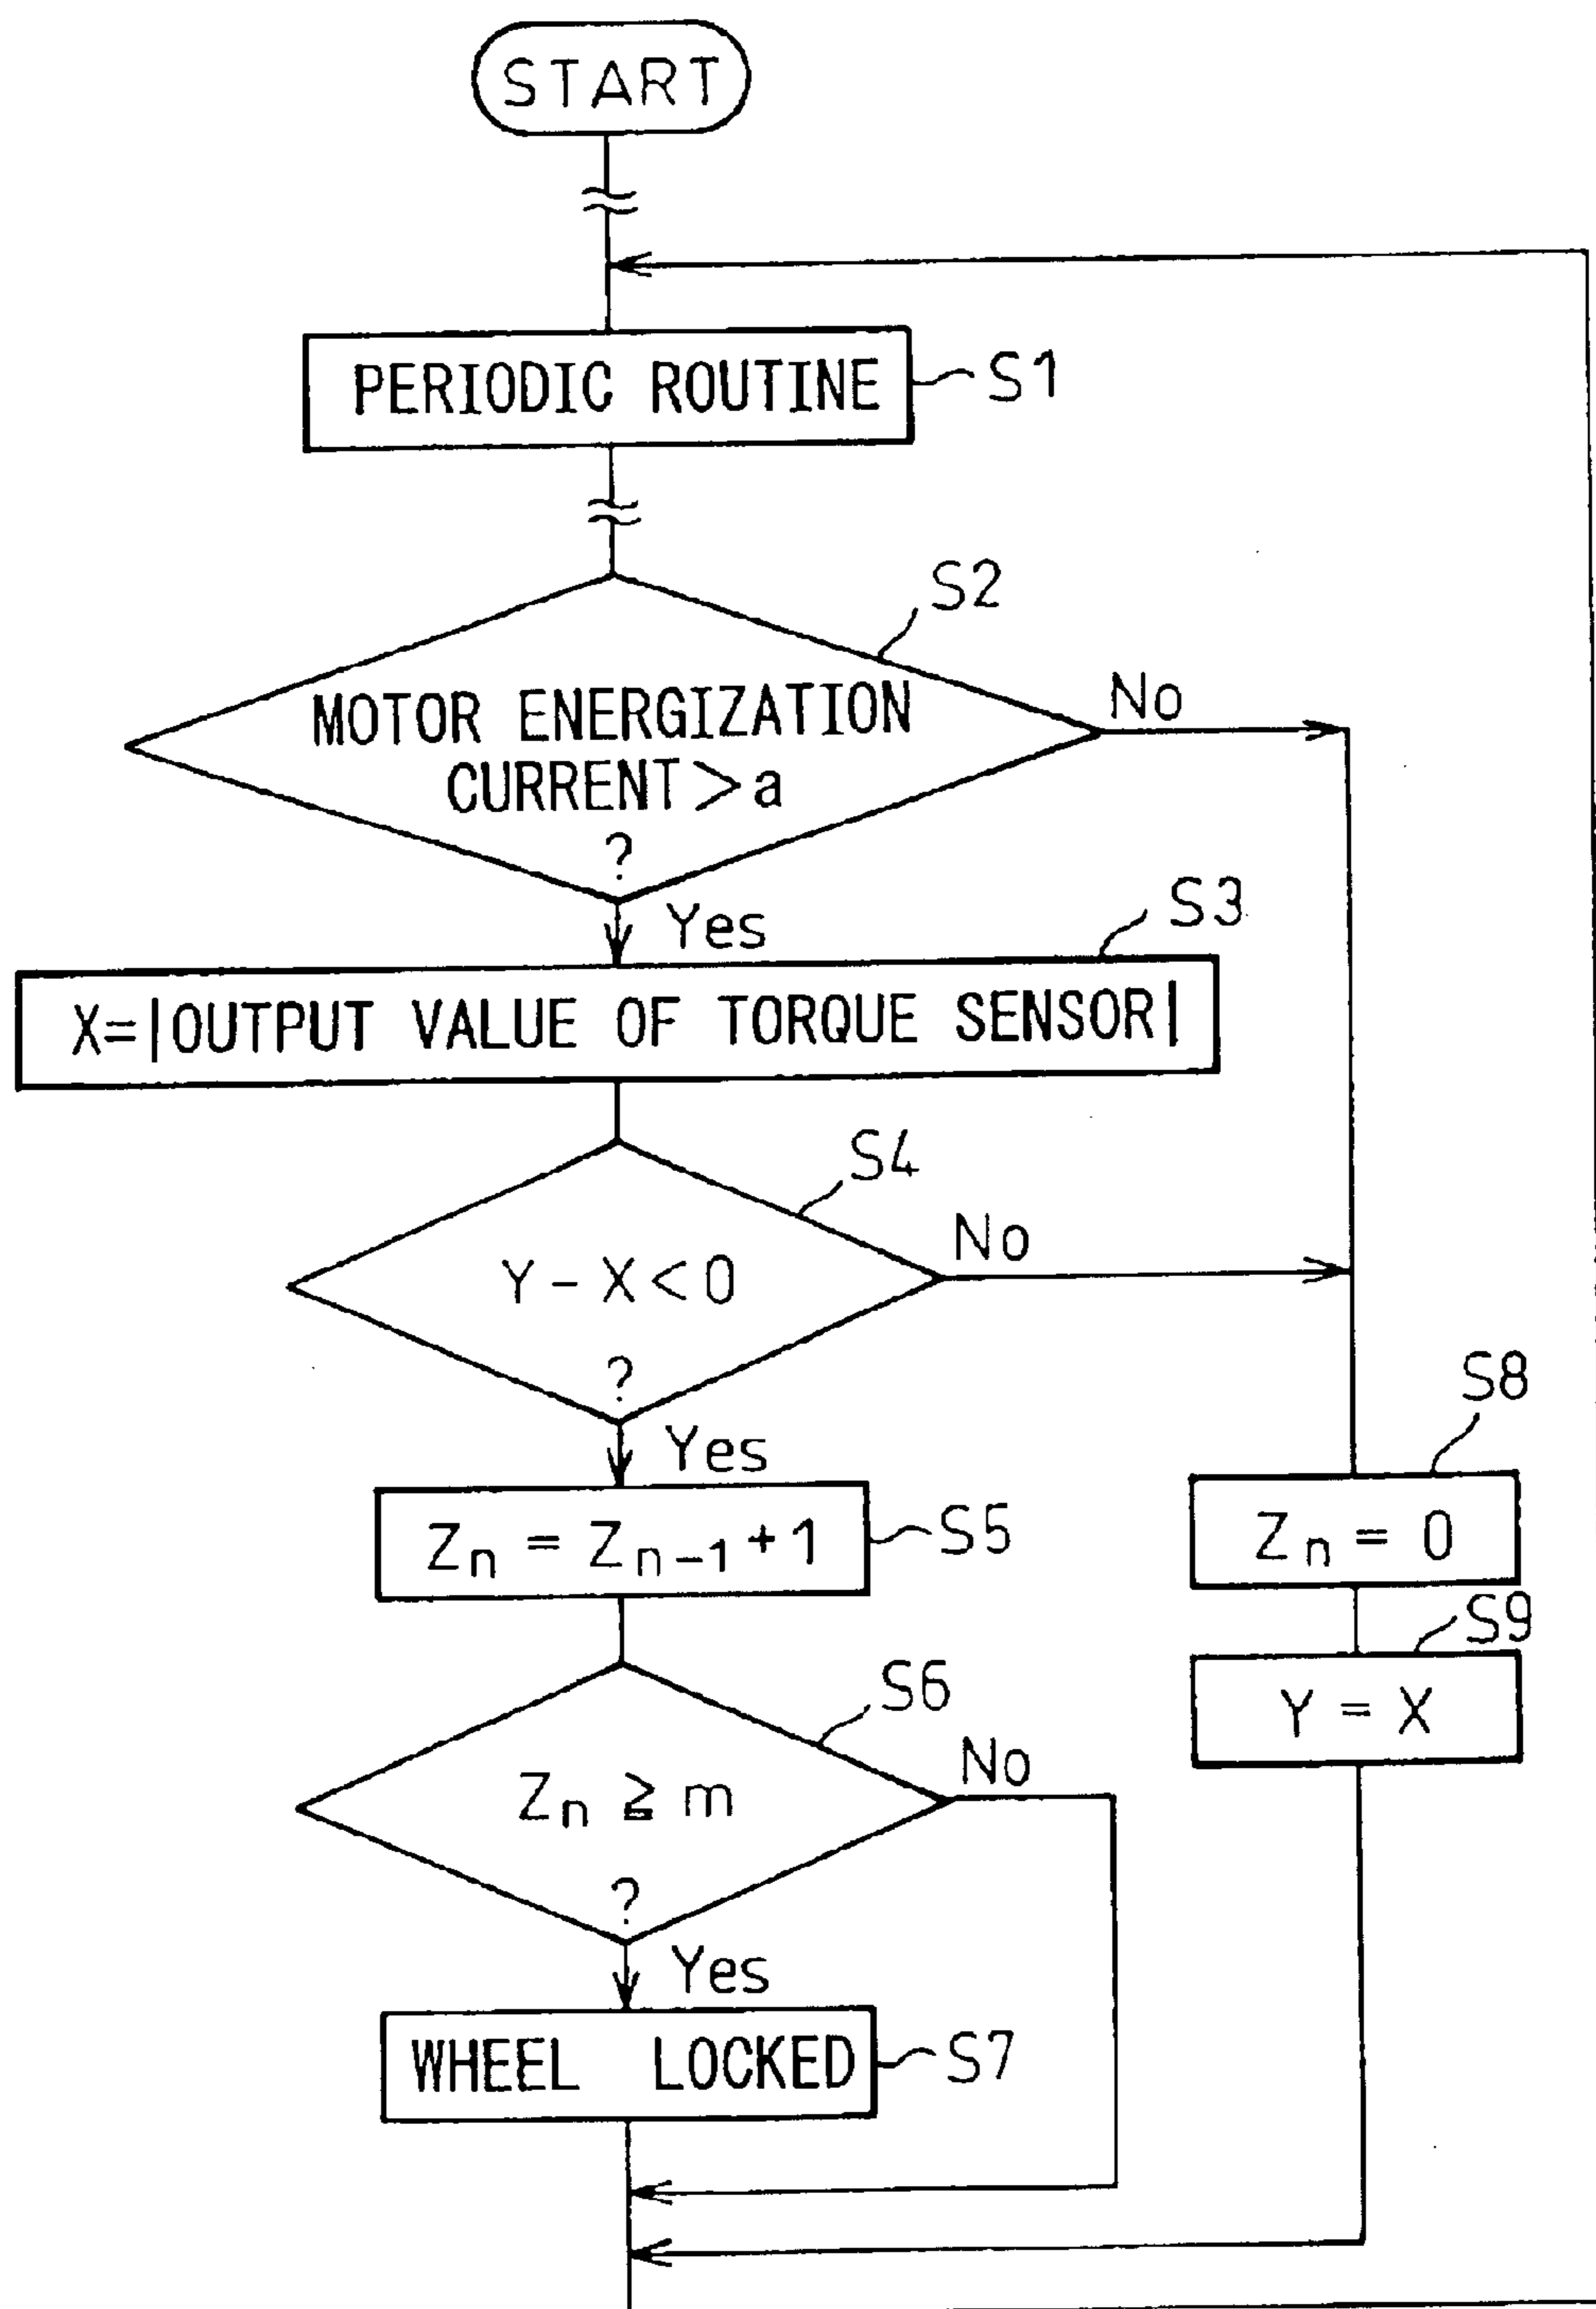 START
PERIODIC ROUTINE
S1
S2
MOTOR ENERGIZATION
CURRENT>a
?
No
Yes
S3
X=|OUTPUT VALUE OF TORQUE SENSOR|
S4
Y-X<0
?
No
Yes
S5
Zn = Zn-1+1
S8
Zn = 0
S9
Y = X
S6
Zn ≧ m
?
No
Yes
WHEEL LOCKED
S7